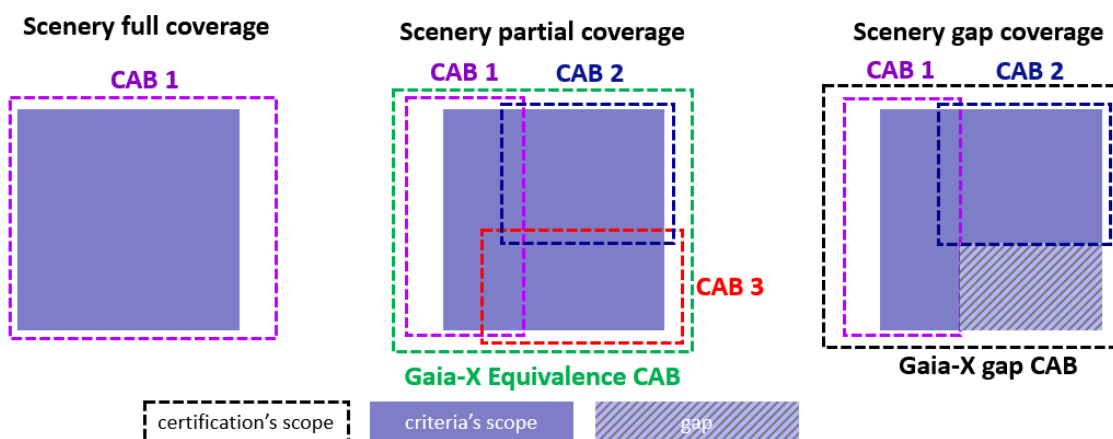 Scenery full coverage
CAB 1
Scenery partial coverage
CAB 1
CAB 2
CAB 3
Gaia-X Equivalence CAB
Scenery gap coverage
CAB 1
CAB 2
Gaia-X gap CAB
certification's scope
criteria's scope
gap